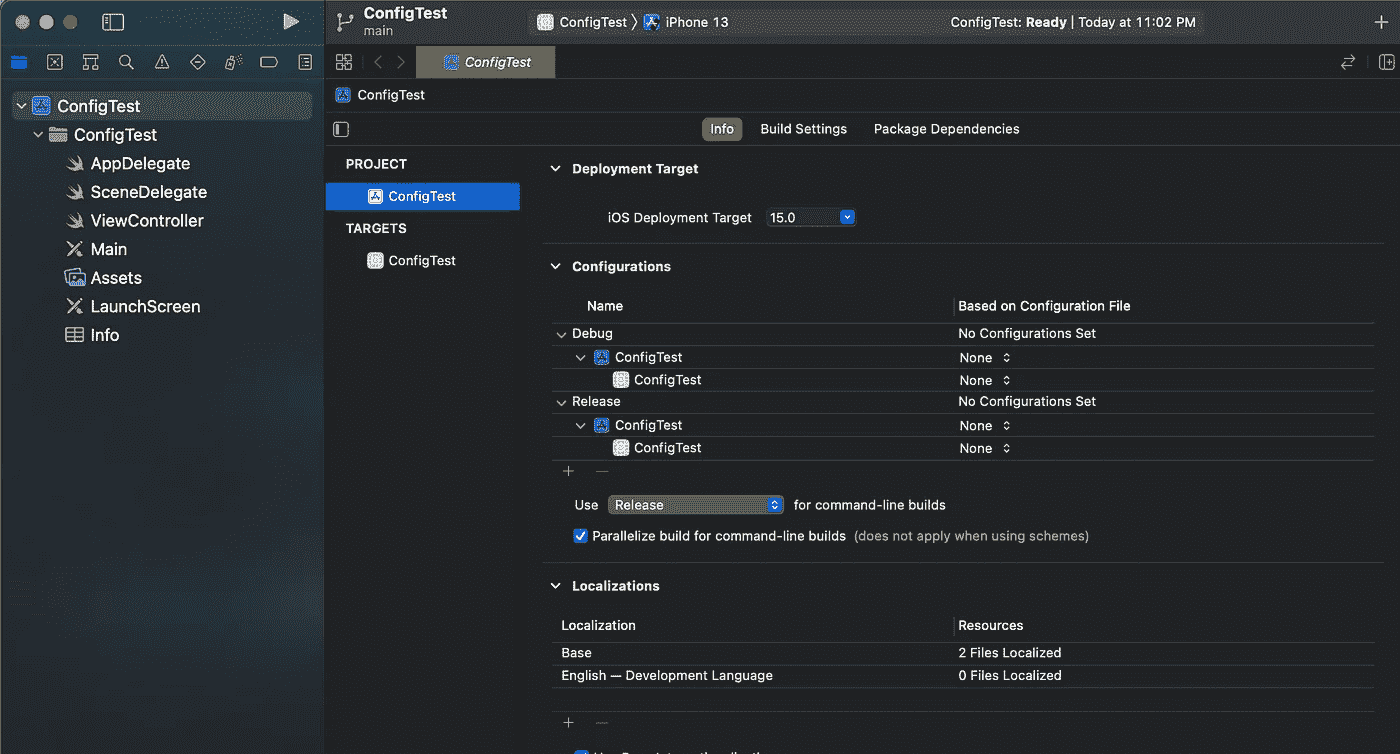 ConfigTest
main
ConfigTest
iPhone 13
ConfigTest: Ready | Today at 11:02 PM
ConfigTest
ConfigTest
ConfigTest
AppDelegate
SceneDelegate
ViewController
Main
Assets
LaunchScreen
Info
ConfigTest
Info Build Settings Package Dependencies
PROJECT
ConfigTest
TARGETS
ConfigTest
Deployment Target
iOS Deployment Target 15.0
Configurations
Name Based on Configuration File
Debug No Configurations Set
ConfigTest None
ConfigTest None
Release No Configurations Set
ConfigTest None
ConfigTest None
Use Release for command-line builds
Parallelize build for command-line builds (does not apply when using schemes)
Localizations
Localization Resources
Base 2 Files Localized
English — Development Language 0 Files Localized